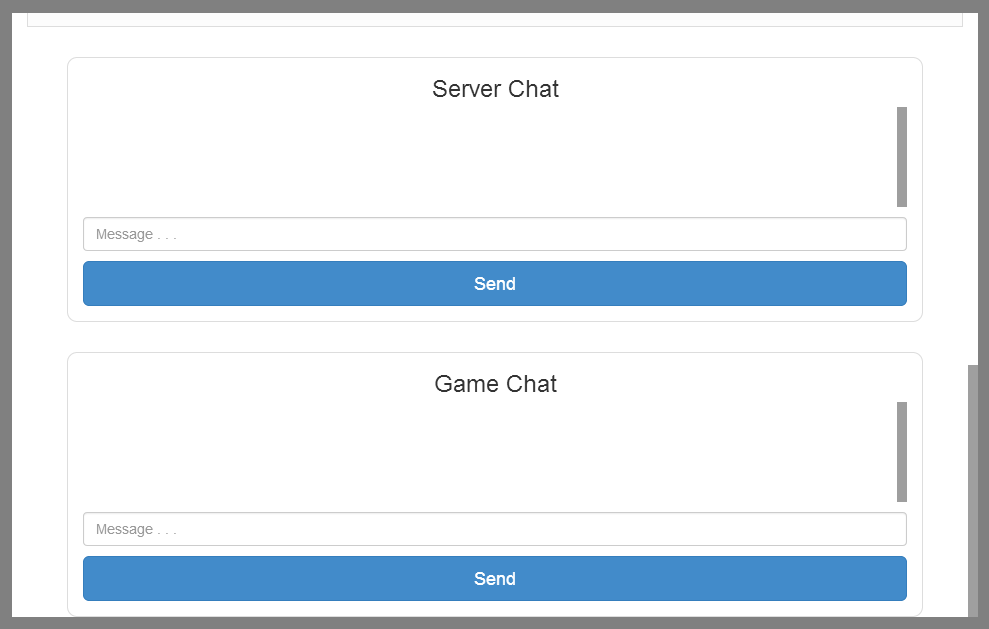 Server Chat
Message . . .
Send
Game Chat
Message . . .
Send